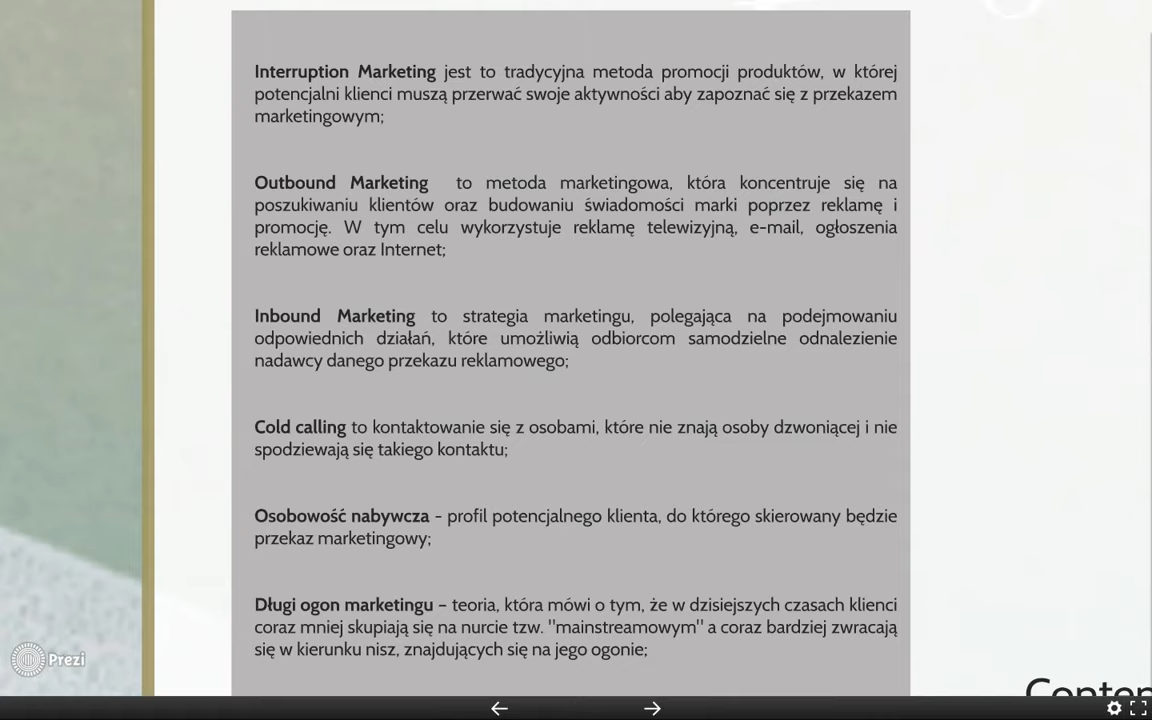 Interruption Marketing jest to tradycyjna metoda promocji produktów, w której
potencjalni klienci muszą przerwać swoje aktywności aby zapoznać się z przekazem
marketingowym;
Outbound Marketing to metoda marketingowa, która koncentruje się na
poszukiwaniu klientów oraz budowaniu świadomości marki poprzez reklamę i
promocję. W tym celu wykorzystuje reklamę telewizyjną, e-mail, ogłoszenia
reklamowe oraz Internet;
Inbound Marketing to strategia marketingu, polegająca na podejmowaniu
odpowiednich działań, które umożliwią odbiorcom samodzielne odnalezienie
nadawcy danego przekazu reklamowego;
Cold calling to kontaktowanie się z osobami, które nie znają osoby dzwoniącej i nie
spodziewają się takiego kontaktu;
Osobowość nabywcza - profil potencjalnego klienta, do którego skierowany będzie
przekaz marketingowy;
Długi ogon marketingu – teoria, która mówi o tym, że w dzisiejszych czasach klienci
coraz mniej skupiają się na nurcie tzw. "mainstreamowym" a coraz bardziej zwracają
się w kierunku nisz, znajdujących się na jego ogonie;
Prezi